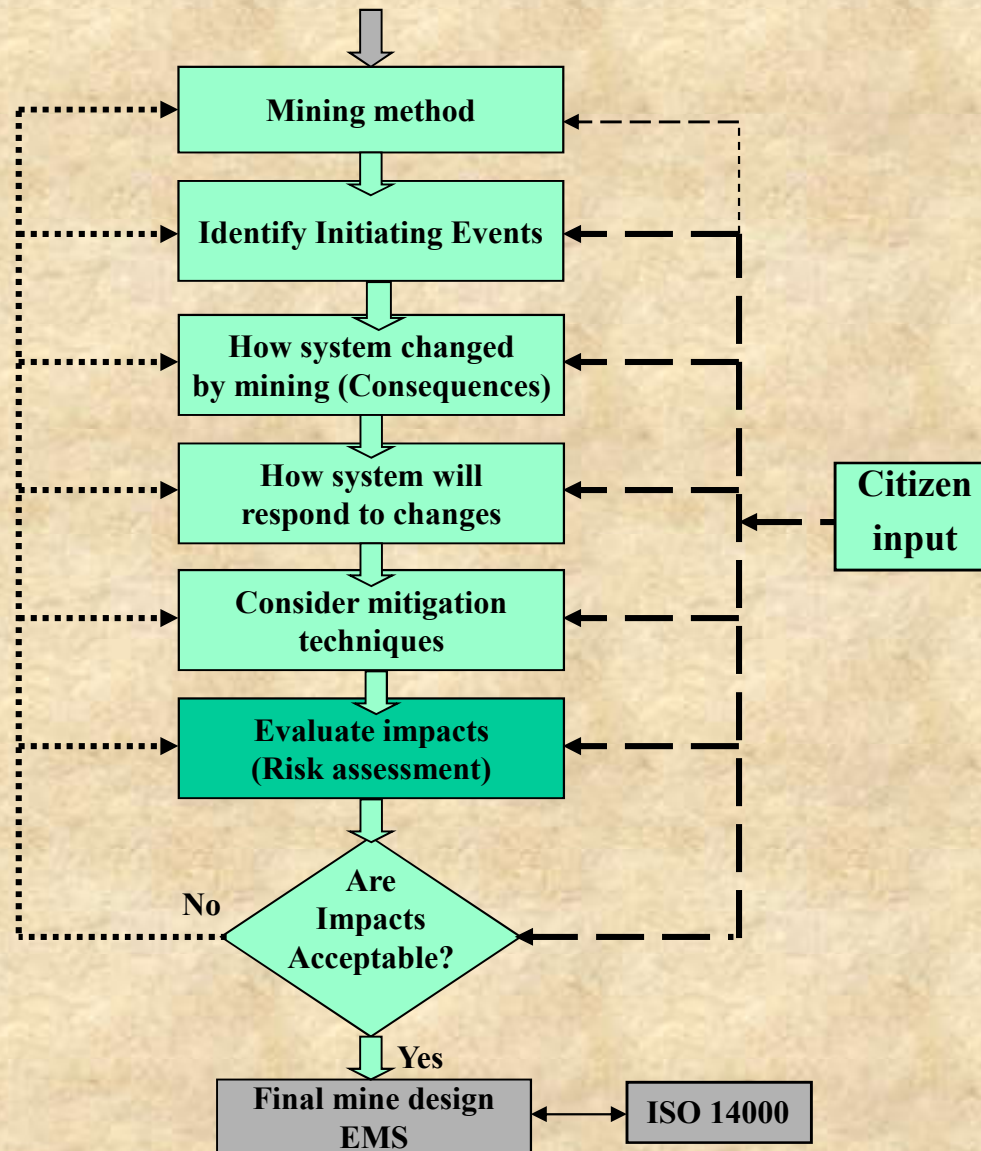 Mining method
Identify Initiating Events
How system changed
by mining (Consequences)
How system will
respond to changes
Citizen
input
Consider mitigation
techniques
Evaluate impacts
(Risk assessment)
Are
Impacts
Acceptable?
No
Yes
Final mine design
EMS
ISO 14000